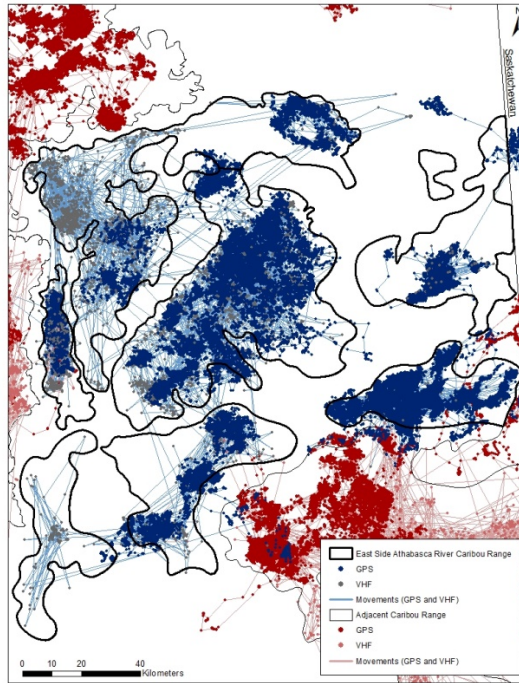 N
Saskatchewan
East Side Athabasca River Caribou Range
GPS
VHF
Movements (GPS and VHF)
Adjacent Caribou Range
GPS
VHF
Movements (GPS and VHF)
0 10 20 40
Kilometers